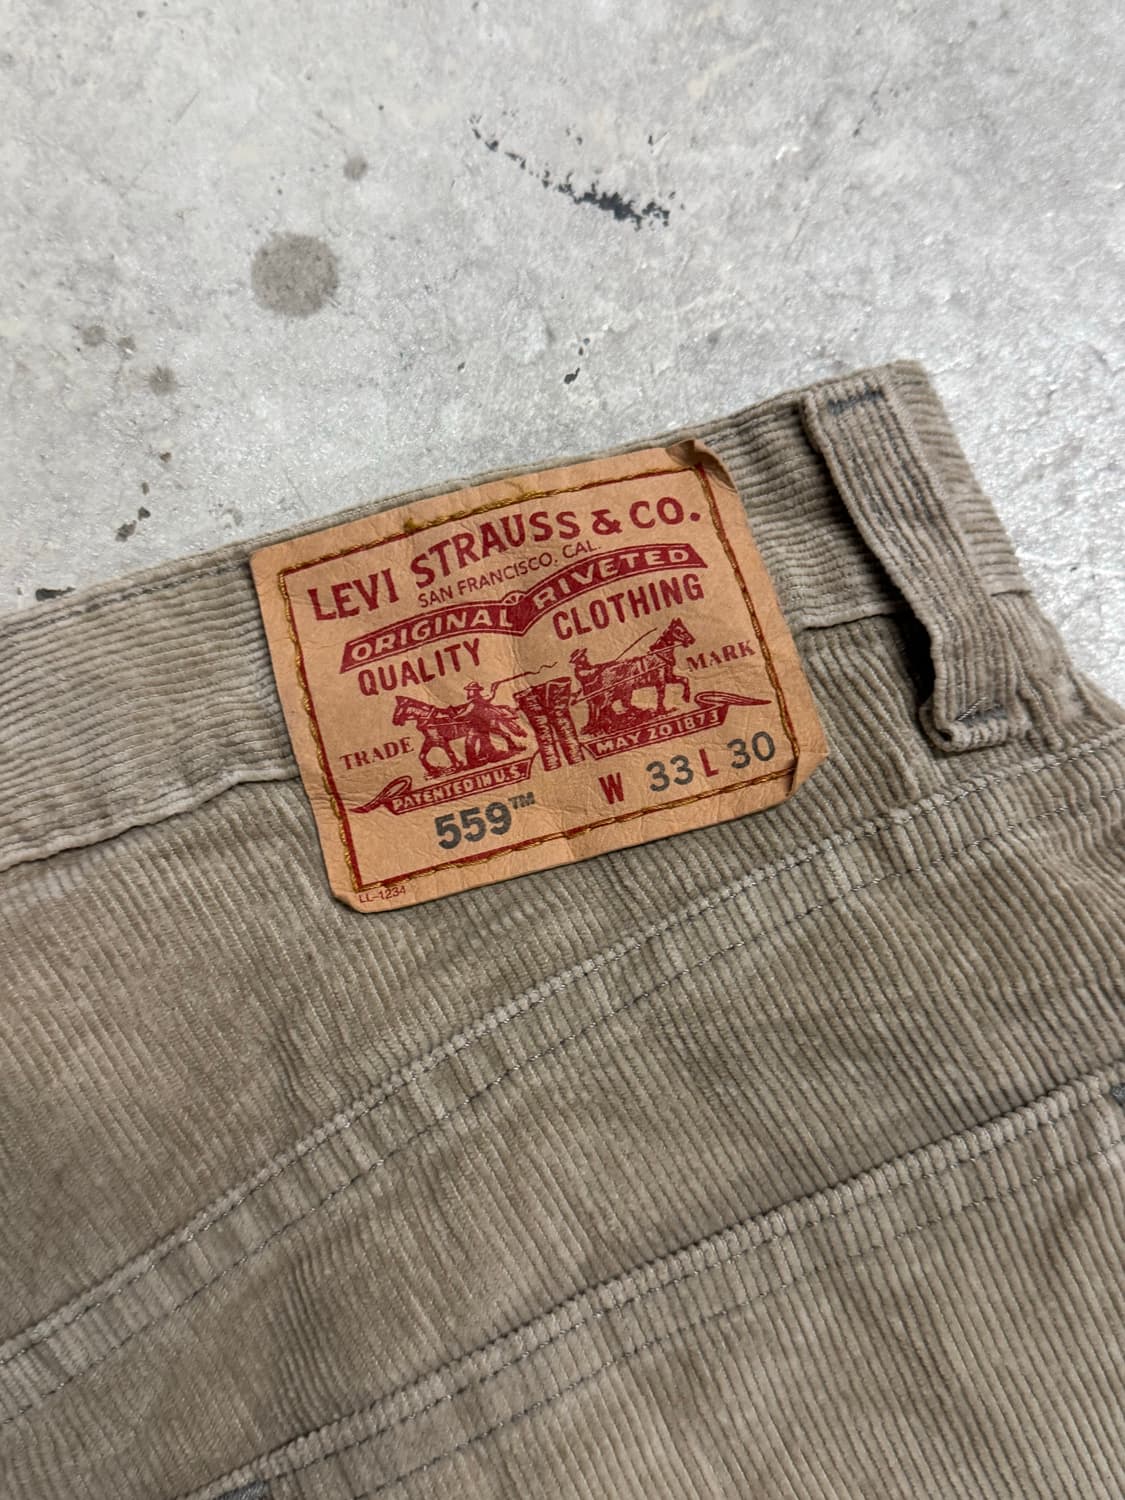 LEVI STRAUSS & CO.
SAN FRANCISCO, CAL.
ORIGINAL RIVETED
QUALITY CLOTHING
TRADE MARK
PATENTED IN U.S. MAY 20 1873
559™ W 33 L 30
LL-1234